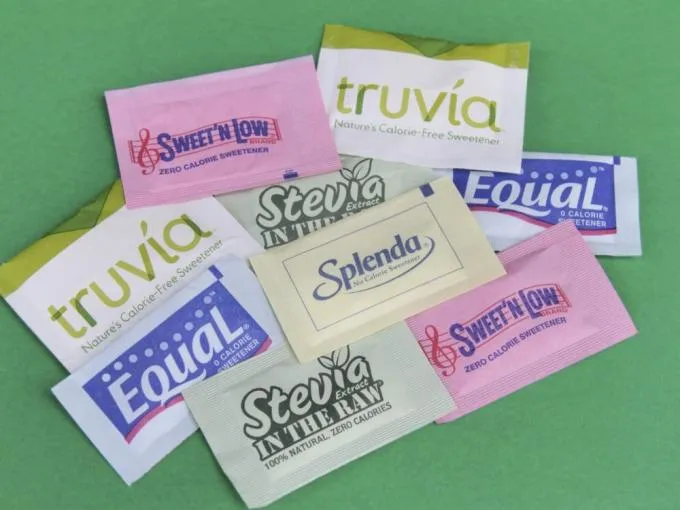 truvía
Nature's Calorie-Free Sweetener
SWEET'N LOW
BRAND
ZERO CALORIE SWEETENER
Stevia
Extract
IN THE RAW
EQUAL
0 CALORIE
SWEETENER
truvía
Nature's Calorie-Free Sweetener
Splenda
No Calorie Sweetener
SWEET'N LOW
BRAND
ZERO CALORIE SWEETENER
EQUAL
0 CALORIE
SWEETENER
Stevia
Extract
IN THE RAW
100% NATURAL, ZERO CALORIES